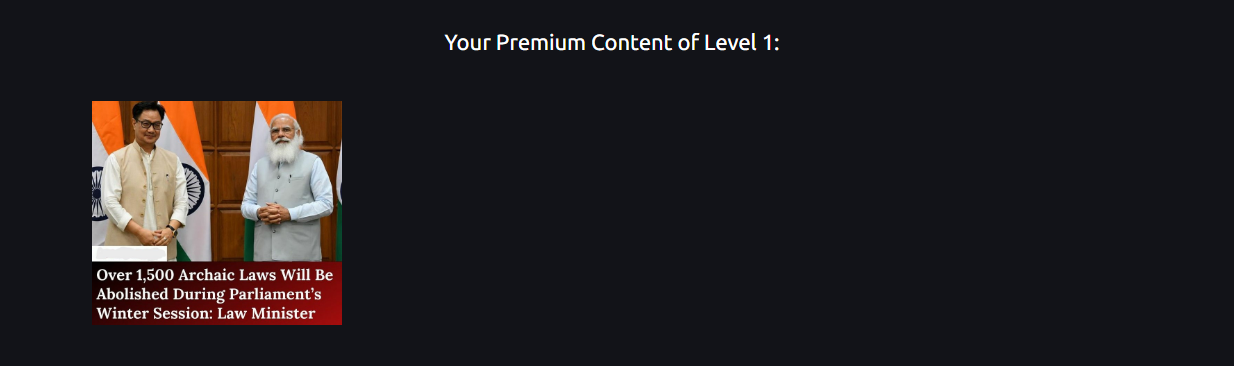 Your Premium Content of Level 1:
Over 1,500 Archaic Laws Will Be
Abolished During Parliament's
Winter Session: Law Minister